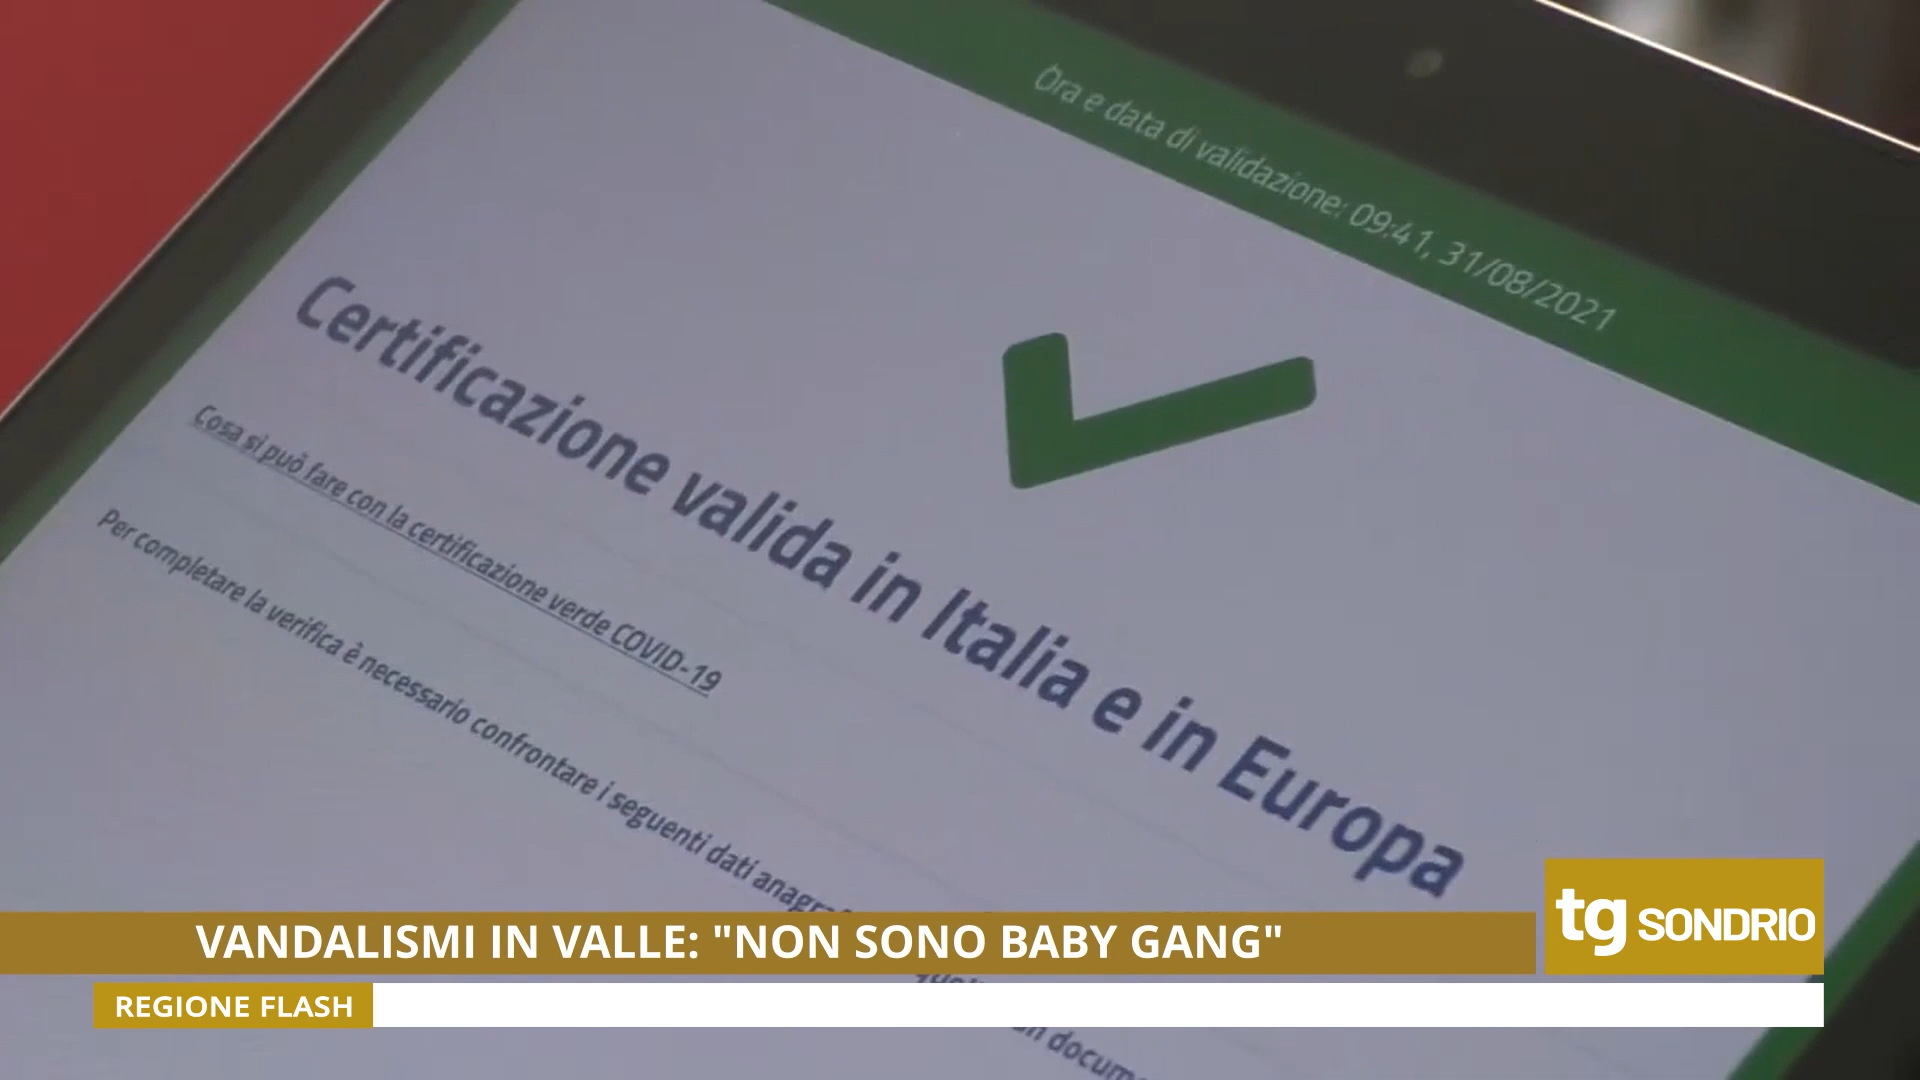 Ora e data di validazione: 09:41, 31/08/2021
Certificazione valida in Italia e in Europa
Cosa si può fare con la certificazione verde COVID-19
Per completare la verifica è necessario confrontare i seguenti dati
VANDALISMI IN VALLE: "NON SONO BABY GANG"
tg SONDRIO
REGIONE FLASH